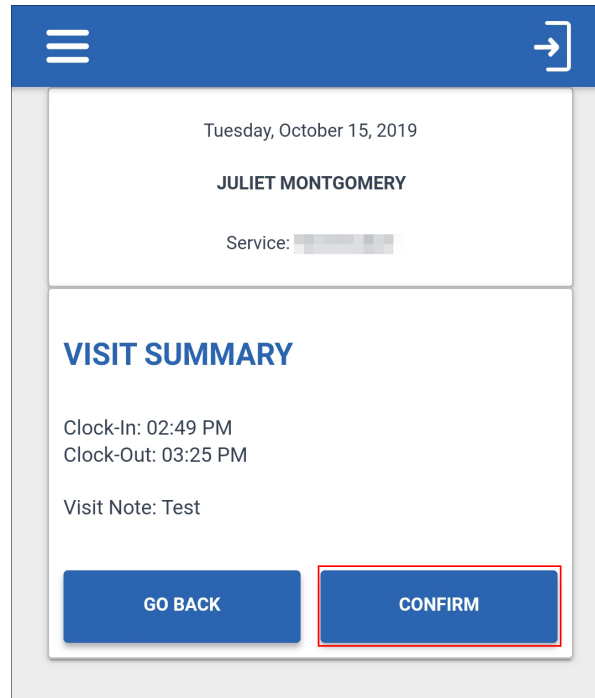 Tuesday, October 15, 2019
JULIET MONTGOMERY
Service:
VISIT SUMMARY
Clock-In: 02:49 PM
Clock-Out: 03:25 PM
Visit Note: Test
GO BACK
CONFIRM